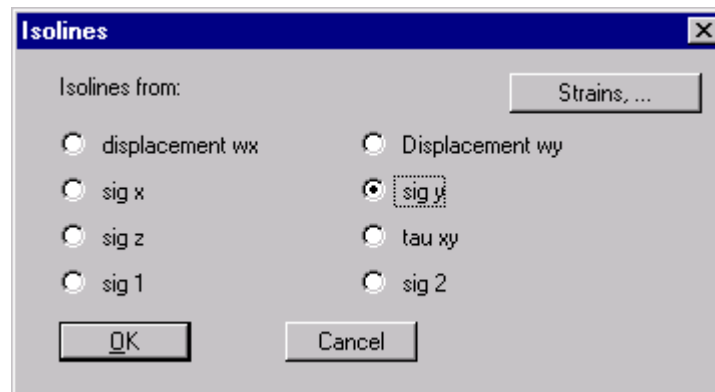 Isolines
Isolines from:
Strains, ...
displacement wx
Displacement wy
sig x
sig y
sig z
tau xy
sig 1
sig 2
OK
Cancel